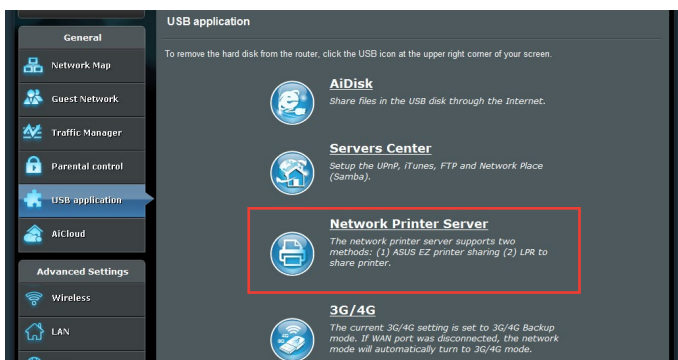 USB application
General
To remove the hard disk from the router, click the USB icon at the upper right corner of your screen.
Network Map
Guest Network
Traffic Manager
Parental control
USB application
AiCloud
Advanced Settings
Wireless
LAN
AiDisk
Share files in the USB disk through the Internet.
Servers Center
Setup the UPnP, iTunes, FTP and Network Place
(Samba).
Network Printer Server
The network printer server supports two
methods: (1) ASUS EZ printer sharing (2) LPR to
share printer.
3G/4G
The current 3G/4G setting is set to 3G/4G Backup
mode. If WAN port was disconnected, the network
mode will automatically turn to 3G/4G mode.